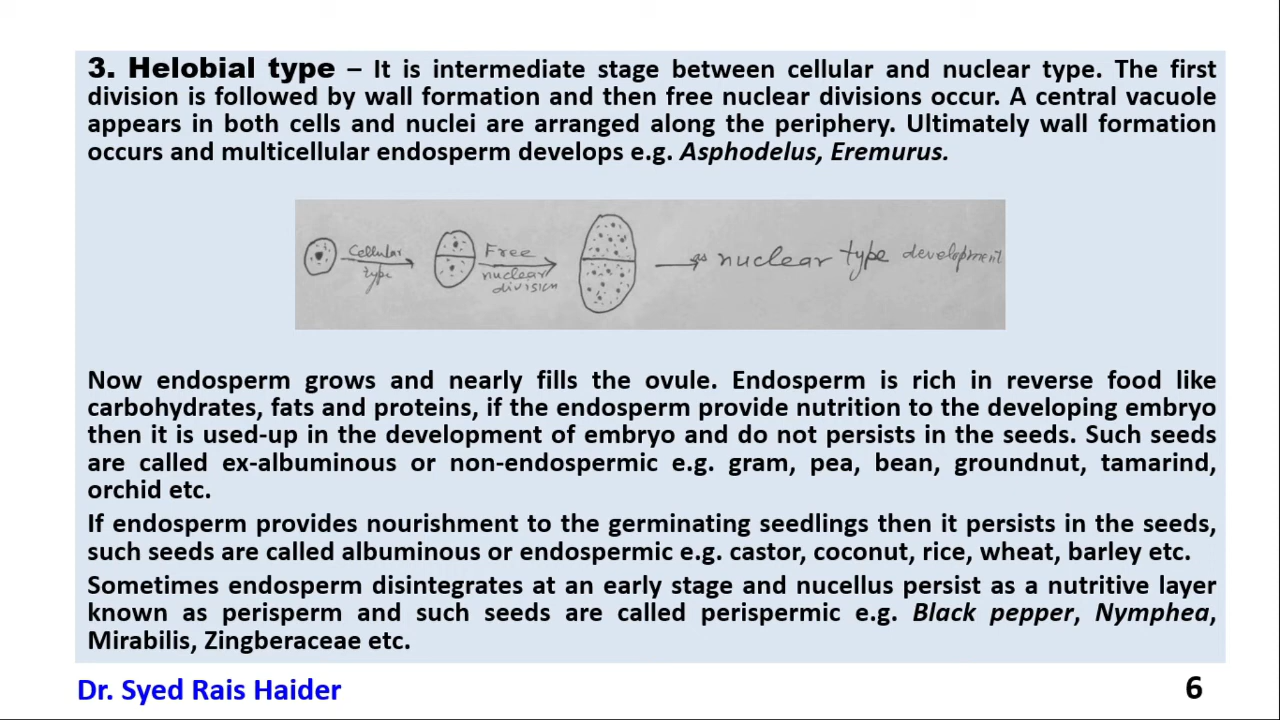 3. Helobial type – It is intermediate stage between cellular and nuclear type. The first
division is followed by wall formation and then free nuclear divisions occur. A central vacuole
appears in both cells and nuclei are arranged along the periphery. Ultimately wall formation
occurs and multicellular endosperm develops e.g. Asphodelus, Eremurus.
Cellular
type
Free
nuclear
division
as nuclear type development
Now endosperm grows and nearly fills the ovule. Endosperm is rich in reverse food like
carbohydrates, fats and proteins, if the endosperm provide nutrition to the developing embryo
then it is used-up in the development of embryo and do not persists in the seeds. Such seeds
are called ex-albuminous or non-endospermic e.g. gram, pea, bean, groundnut, tamarind,
orchid etc.
If endosperm provides nourishment to the germinating seedlings then it persists in the seeds,
such seeds are called albuminous or endospermic e.g. castor, coconut, rice, wheat, barley etc.
Sometimes endosperm disintegrates at an early stage and nucellus persist as a nutritive layer
known as perisperm and such seeds are called perispermic e.g. Black pepper, Nymphea,
Mirabilis, Zingberaceae etc.
Dr. Syed Rais Haider
6